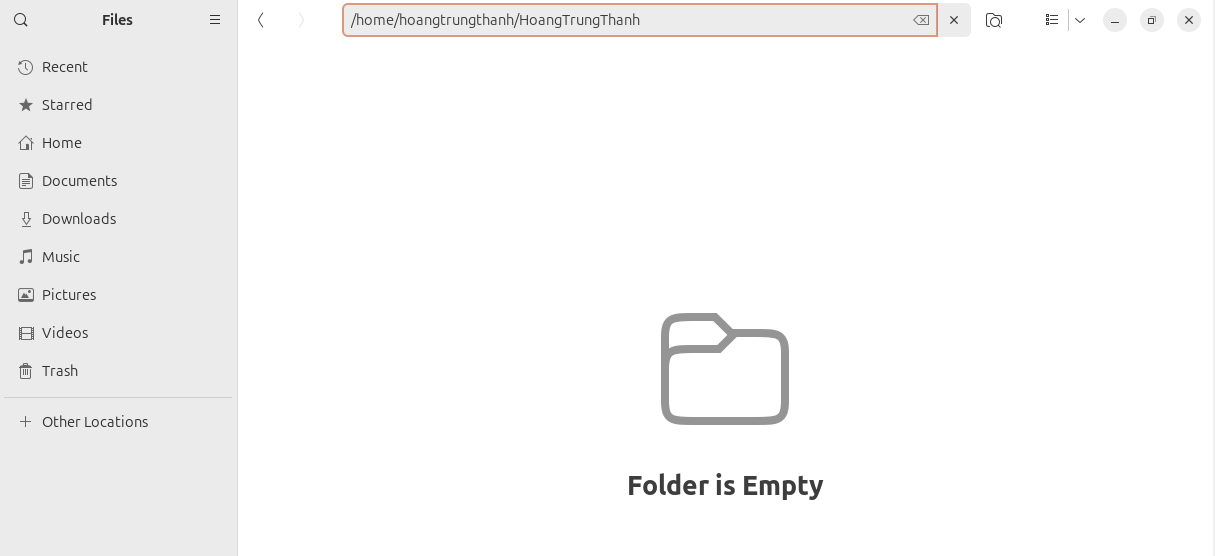 Files
/home/hoangtrungthanh/HoangTrungThanh
Recent
Starred
Home
Documents
Downloads
Music
Pictures
Videos
Trash
Other Locations
Folder is Empty